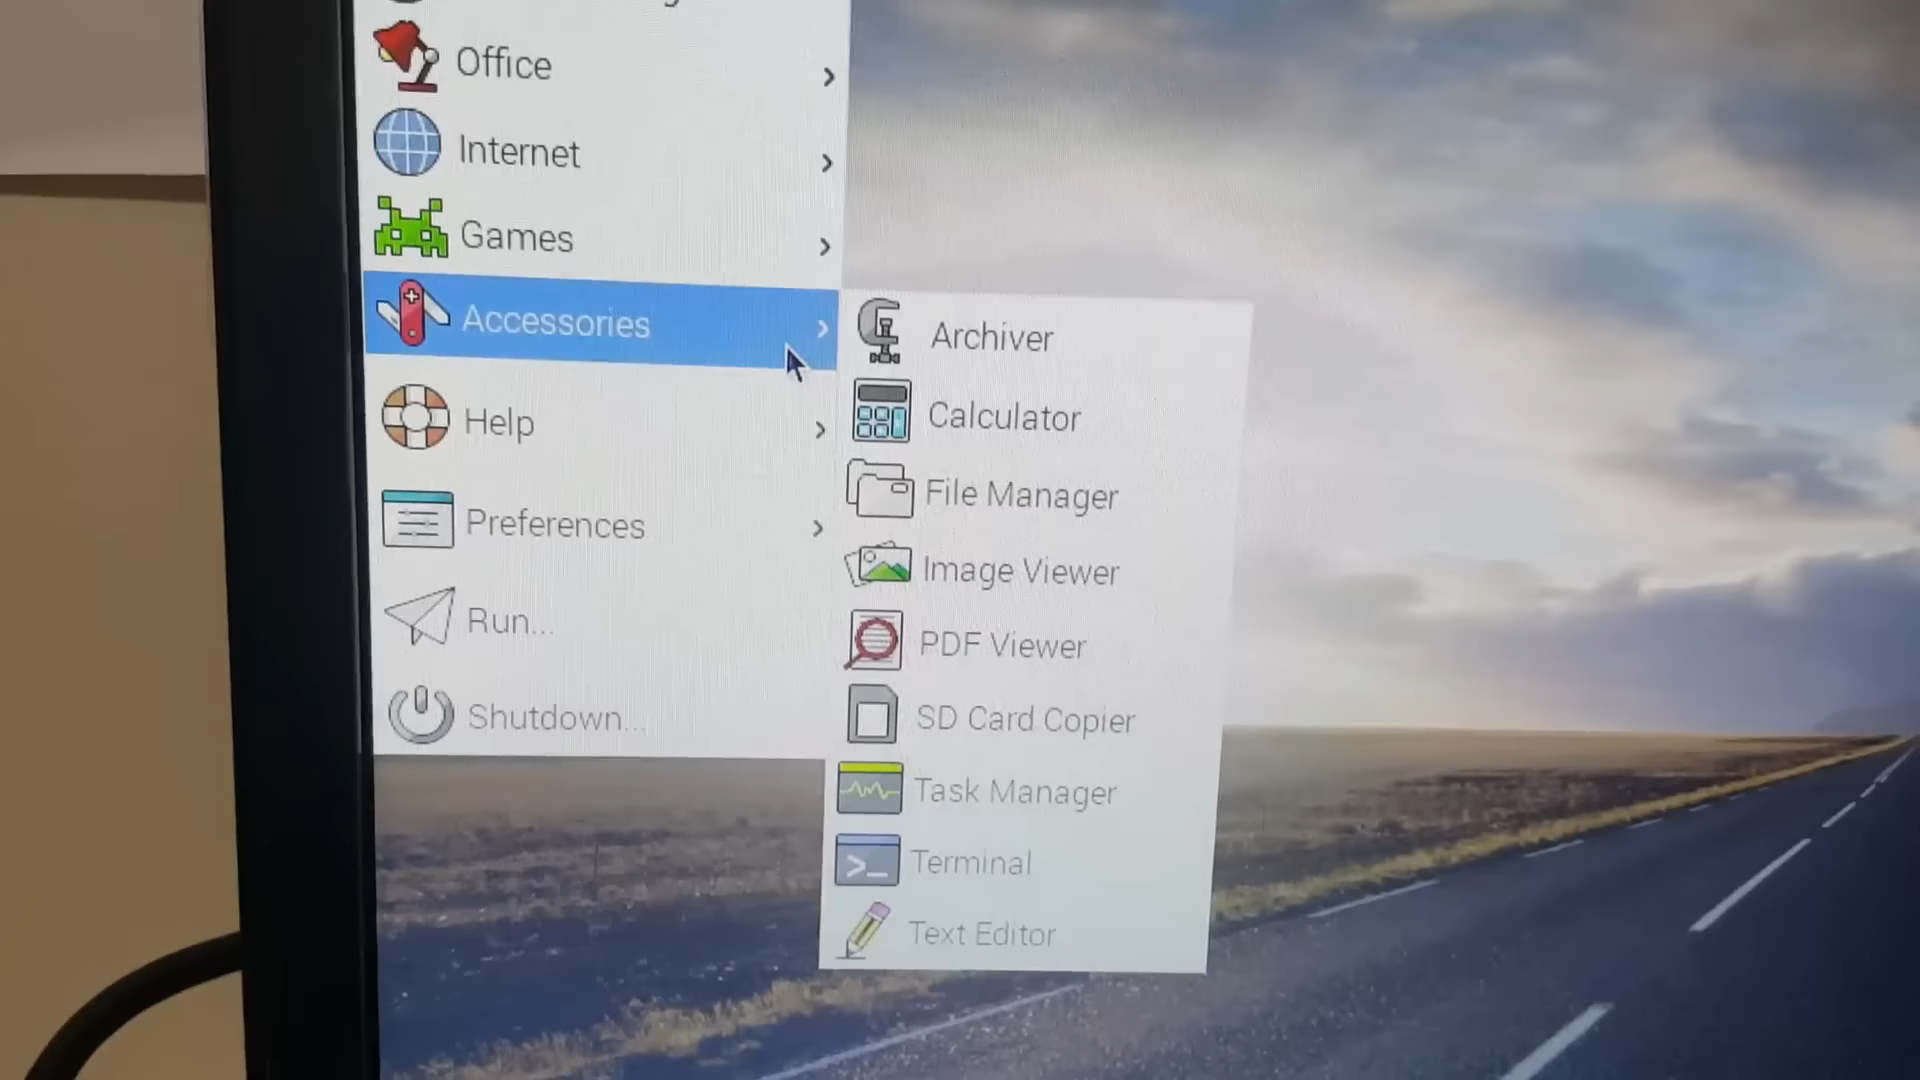 Office
Internet
Games
Accessories
Help
Preferences
Run...
Shutdown...
Archiver
Calculator
File Manager
Image Viewer
PDF Viewer
SD Card Copier
Task Manager
Terminal
Text Editor